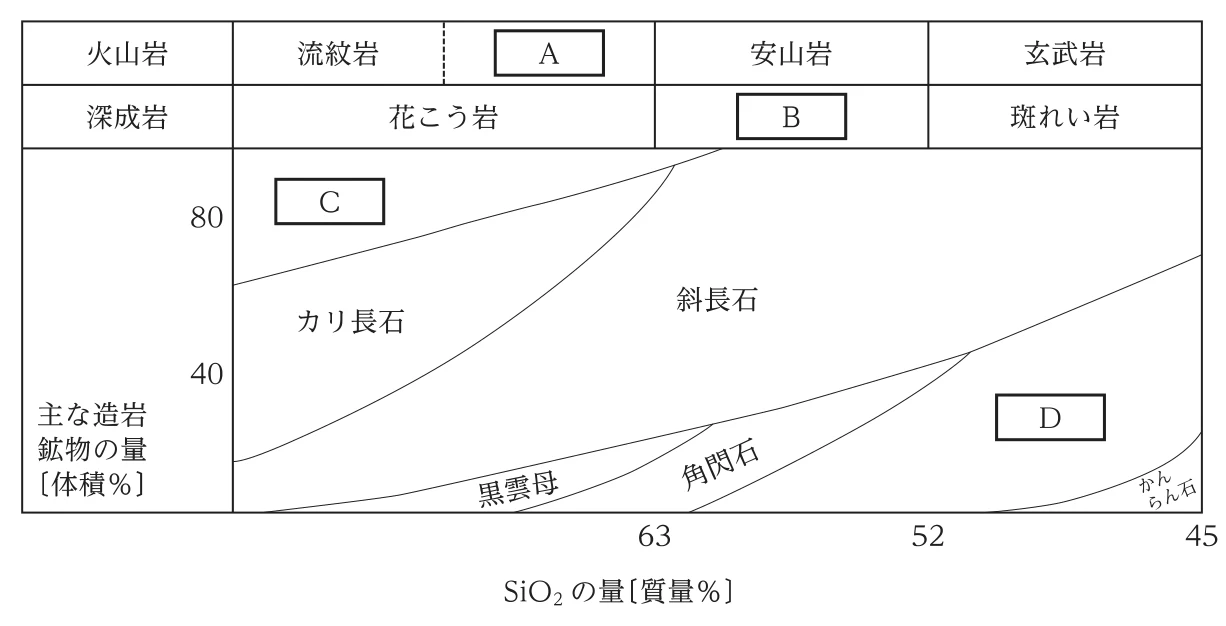 火山岩 流紋岩 A 安山岩 玄武岩
深成岩 花こう岩 B 斑れい岩
C
80
カリ長石
斜長石
40
主な造岩
鉱物の量
〔体積％〕
D
黒雲母
角閃石
かん
らん石
63 52 45
SiO₂の量〔質量％〕